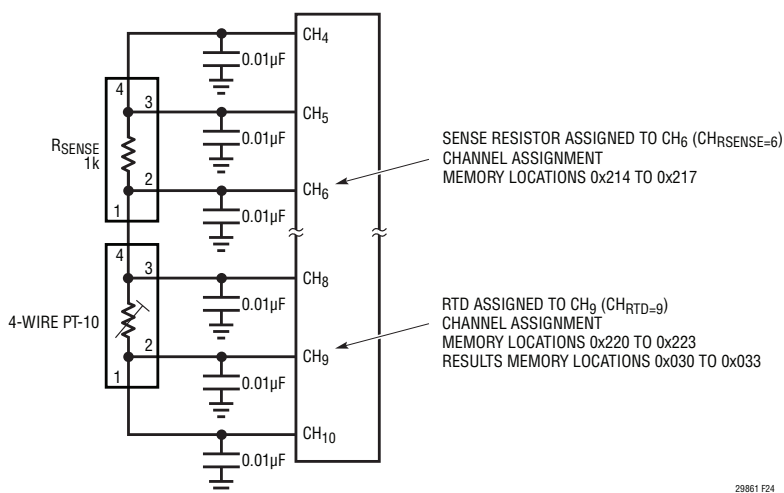 CH4
0.01µF
4
3
CH5
RSENSE
1k
0.01µF
2
CH6
1
0.01µF
SENSE RESISTOR ASSIGNED TO CH6 (CHRSENSE=6)
CHANNEL ASSIGNMENT
MEMORY LOCATIONS 0x214 TO 0x217
4
3
CH8
4-WIRE PT-10
0.01µF
2
CH9
1
0.01µF
RTD ASSIGNED TO CH9 (CHRTD=9)
CHANNEL ASSIGNMENT
MEMORY LOCATIONS 0x220 TO 0x223
RESULTS MEMORY LOCATIONS 0x030 TO 0x033
CH10
0.01µF
29861 F24